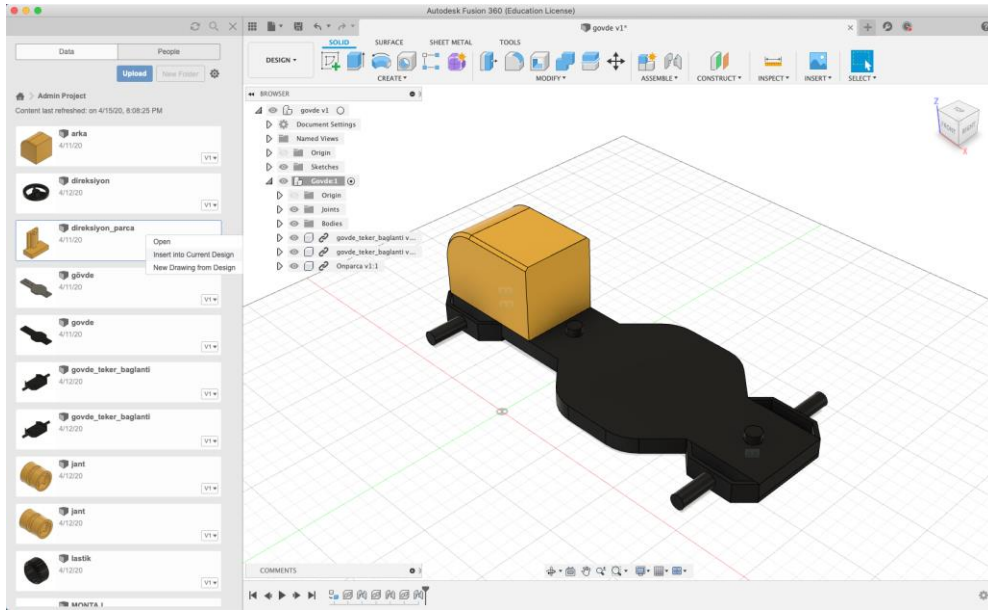 Autodesk Fusion 360 (Education License)
govde v1*
Data
People
Upload
New Folder
Admin Project
Content last refreshed: on 4/15/20, 8:08:25 PM
arka
4/11/20
V1
direksiyon
4/12/20
V1
direksiyon_parca
4/11/20
Open
Insert into Current Design
New Drawing from Design
gövde
4/11/20
V1
govde
4/11/20
V1
govde_teker_baglanti
4/12/20
V1
govde_teker_baglanti
4/12/20
V1
jant
4/12/20
V1
jant
4/12/20
V1
lastik
4/12/20
V1
DESIGN
SOLID
SURFACE
SHEET METAL
TOOLS
CREATE
MODIFY
ASSEMBLE
CONSTRUCT
INSPECT
INSERT
SELECT
BROWSER
govde v1
Document Settings
Named Views
Origin
Sketches
Govde:1
Origin
Joints
Bodies
govde_teker_baglanti v...
govde_teker_baglanti v...
Onparca v1:1
Z
TOP
FRONT
RIGHT
X
COMMENTS